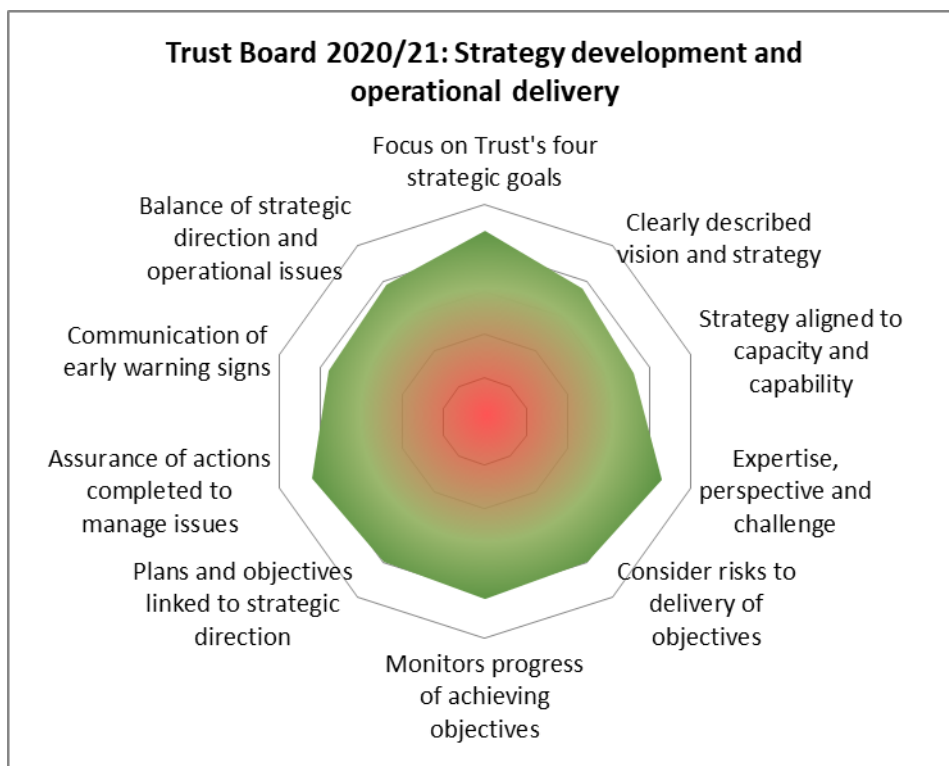 Trust Board 2020/21: Strategy development and
operational delivery
Focus on Trust's four
strategic goals
Clearly described
vision and strategy
Strategy aligned to
capacity and
capability
Expertise,
perspective and
challenge
Consider risks to
delivery of
objectives
Monitors progress
of achieving
objectives
Plans and objectives
linked to strategic
direction
Assurance of actions
completed to
manage issues
Communication of
early warning signs
Balance of strategic
direction and
operational issues